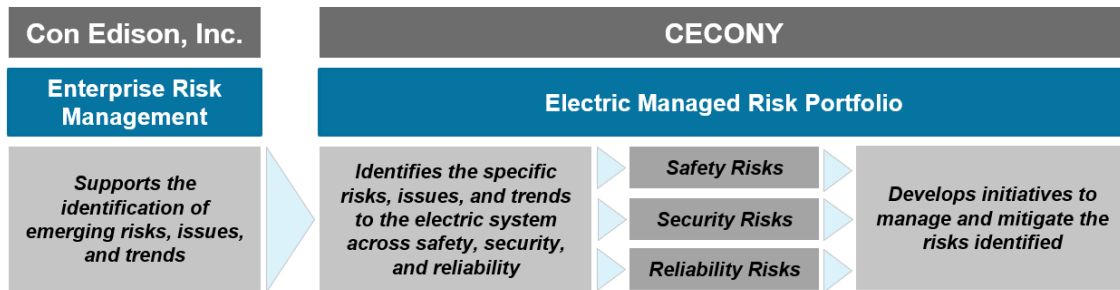 Con Edison, Inc.
CECONY
Enterprise Risk
Management
Electric Managed Risk Portfolio
Supports the
identification of
emerging risks, issues,
and trends
Identifies the specific
risks, issues, and trends
to the electric system
across safety, security,
and reliability
Safety Risks
Security Risks
Reliability Risks
Develops initiatives to
manage and mitigate the
risks identified